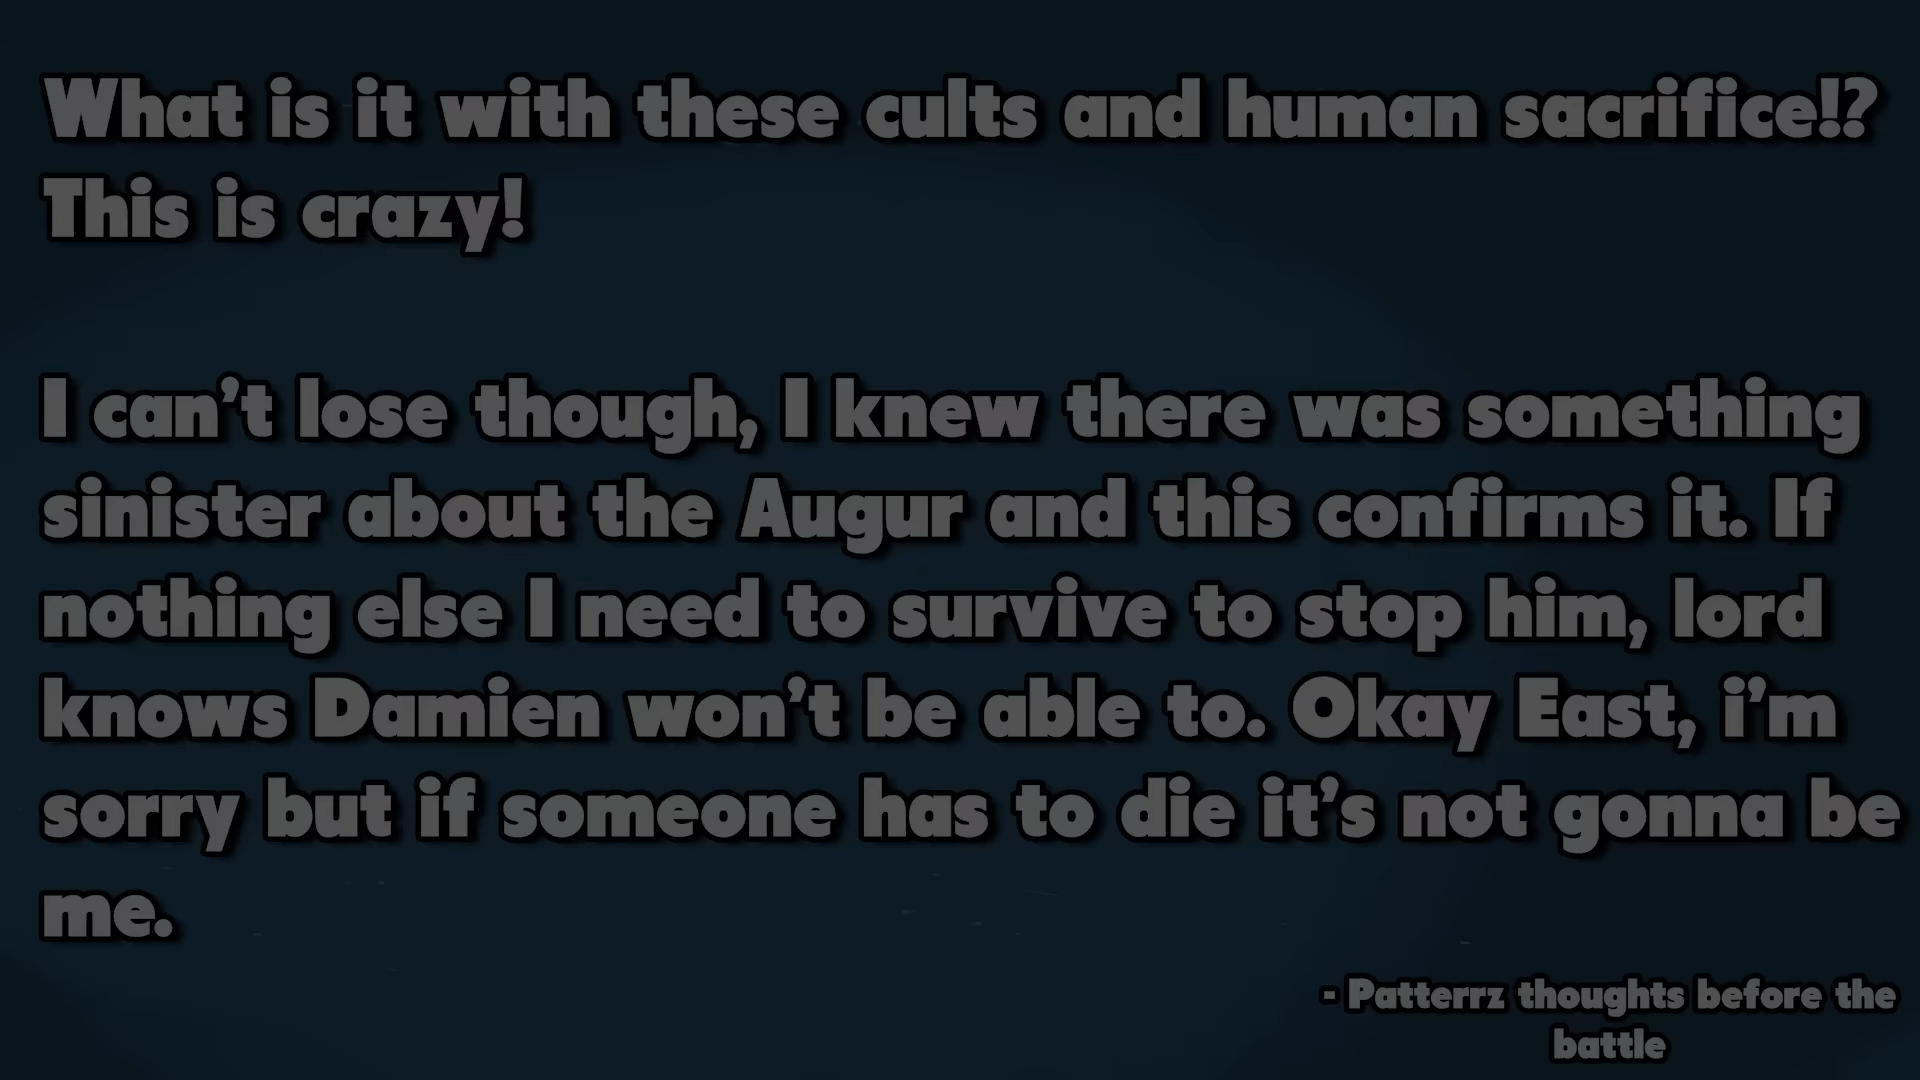 What is it with these cults and human sacrifice!?
This is crazy!
I can’t lose though, I knew there was something
sinister about the Augur and this confirms it. If
nothing else I need to survive to stop him, lord
knows Damien won’t be able to. Okay East, i’m
sorry but if someone has to die it’s not gonna be
me.
- Patterrz thoughts before the
battle